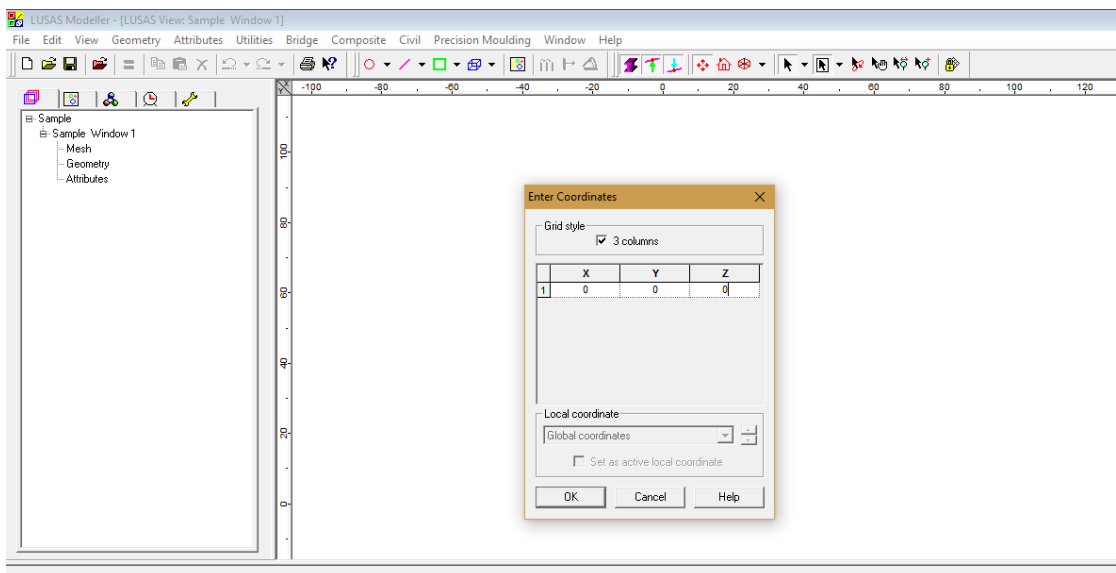 LUSAS Modeller - [LUSAS View: Sample Window 1]
File Edit View Geometry Attributes Utilities Bridge Composite Civil Precision Moulding Window Help
X
Y
-100 -80 -60 -40 -20 0 20 40 60 80 100 120
Sample
Sample Window 1
Mesh
Geometry
Attributes
100
80
60
40
20
0
Enter Coordinates
Grid style
3 columns
X Y Z
1 0 0 0
Local coordinate
Global coordinates
Set as active local coordinate
OK Cancel Help